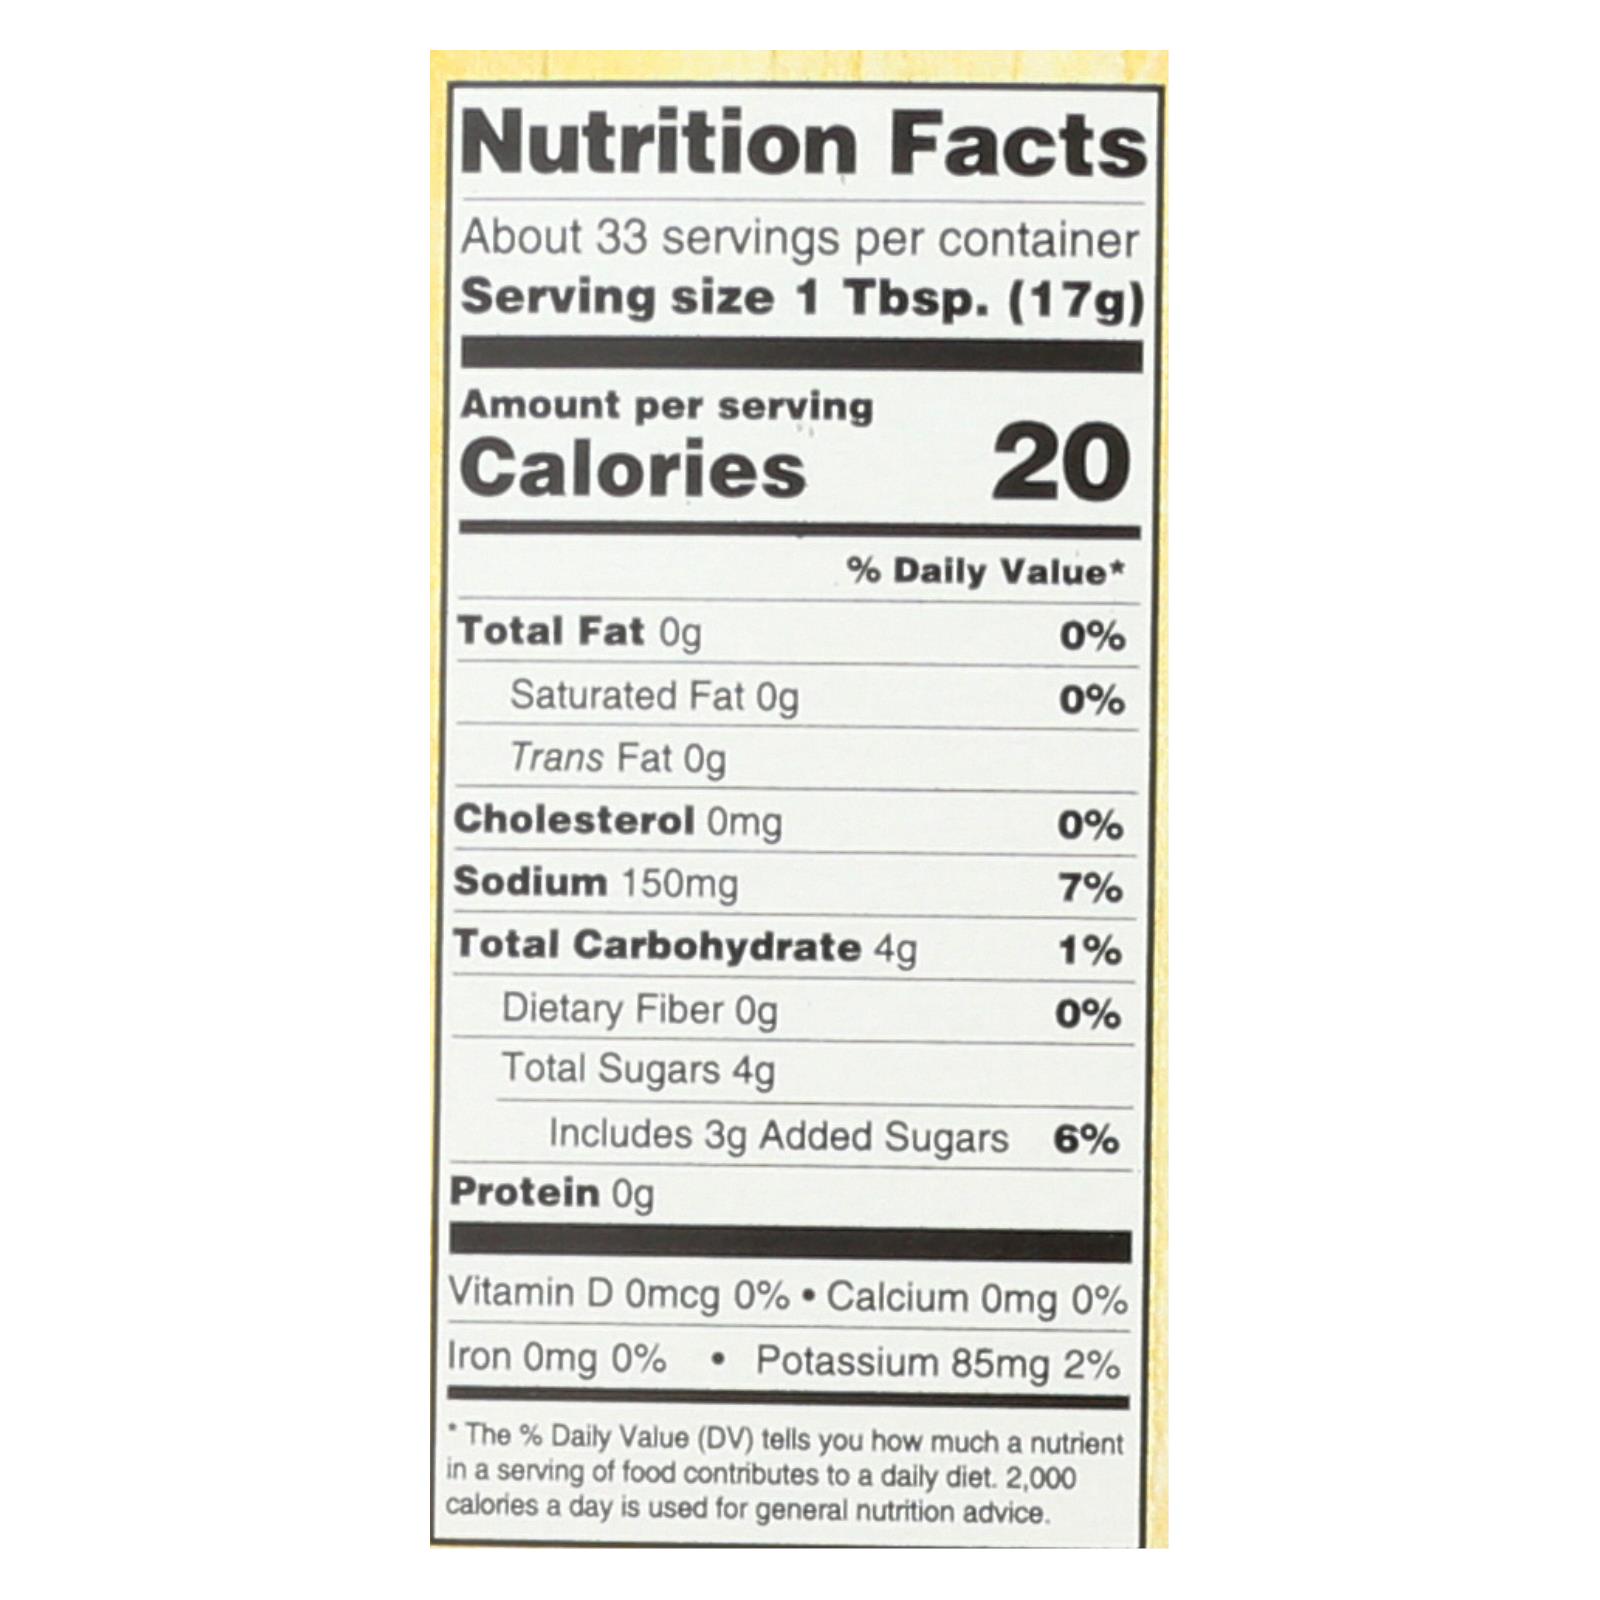 Nutrition Facts
About 33 servings per container
Serving size 1 Tbsp. (17g)
Amount per serving
Calories 20
% Daily Value*
Total Fat 0g 0%
Saturated Fat 0g 0%
Trans Fat 0g
Cholesterol 0mg 0%
Sodium 150mg 7%
Total Carbohydrate 4g 1%
Dietary Fiber 0g 0%
Total Sugars 4g
Includes 3g Added Sugars 6%
Protein 0g
Vitamin D 0mcg 0% • Calcium 0mg 0%
Iron 0mg 0% • Potassium 85mg 2%
* The % Daily Value (DV) tells you how much a nutrient
in a serving of food contributes to a daily diet. 2,000
calories a day is used for general nutrition advice.